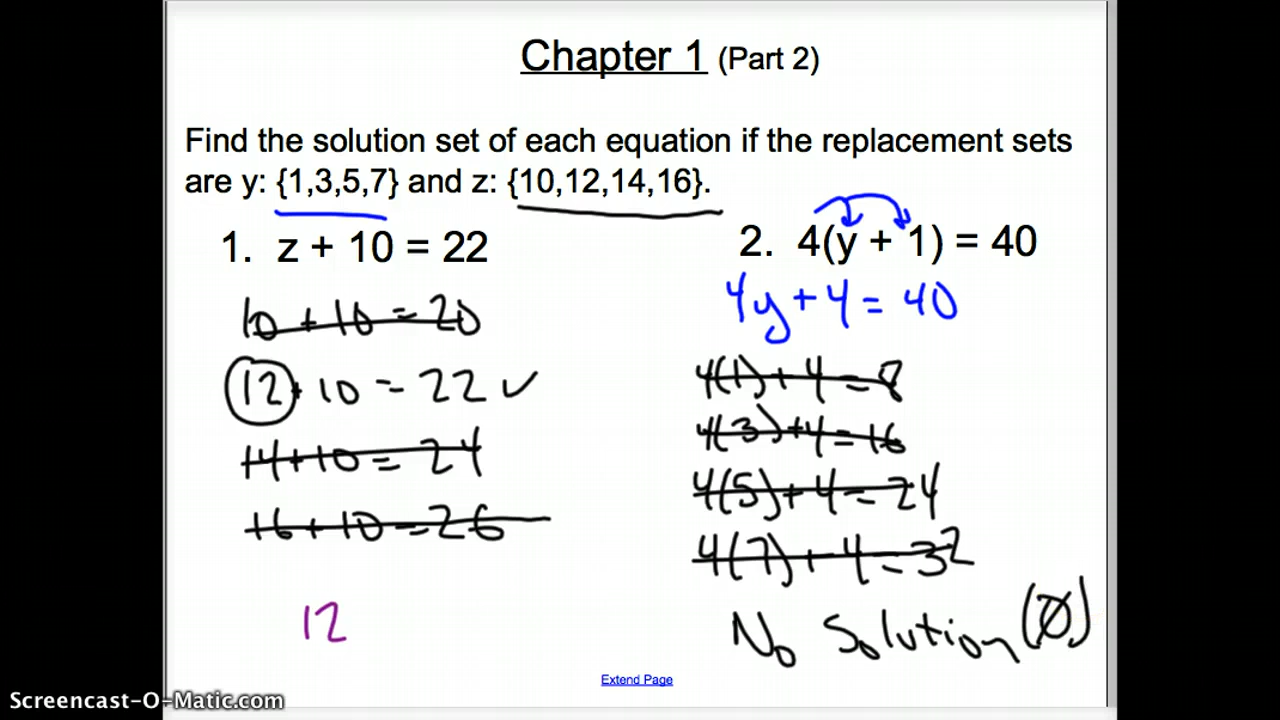 Chapter 1 (Part 2)
Find the solution set of each equation if the replacement sets
are y: {1,3,5,7} and z: {10,12,14,16}.
1. z + 10 = 22
10 + 10 = 20
12 + 10 = 22 ✓
14 + 10 = 24
16 + 10 = 26
12
2. 4(y + 1) = 40
4y + 4 = 40
4(1) + 4 = 8
4(3) + 4 = 16
4(5) + 4 = 24
4(7) + 4 = 32
No Solution (Ø)
Extend Page
Screencast-O-Matic.com